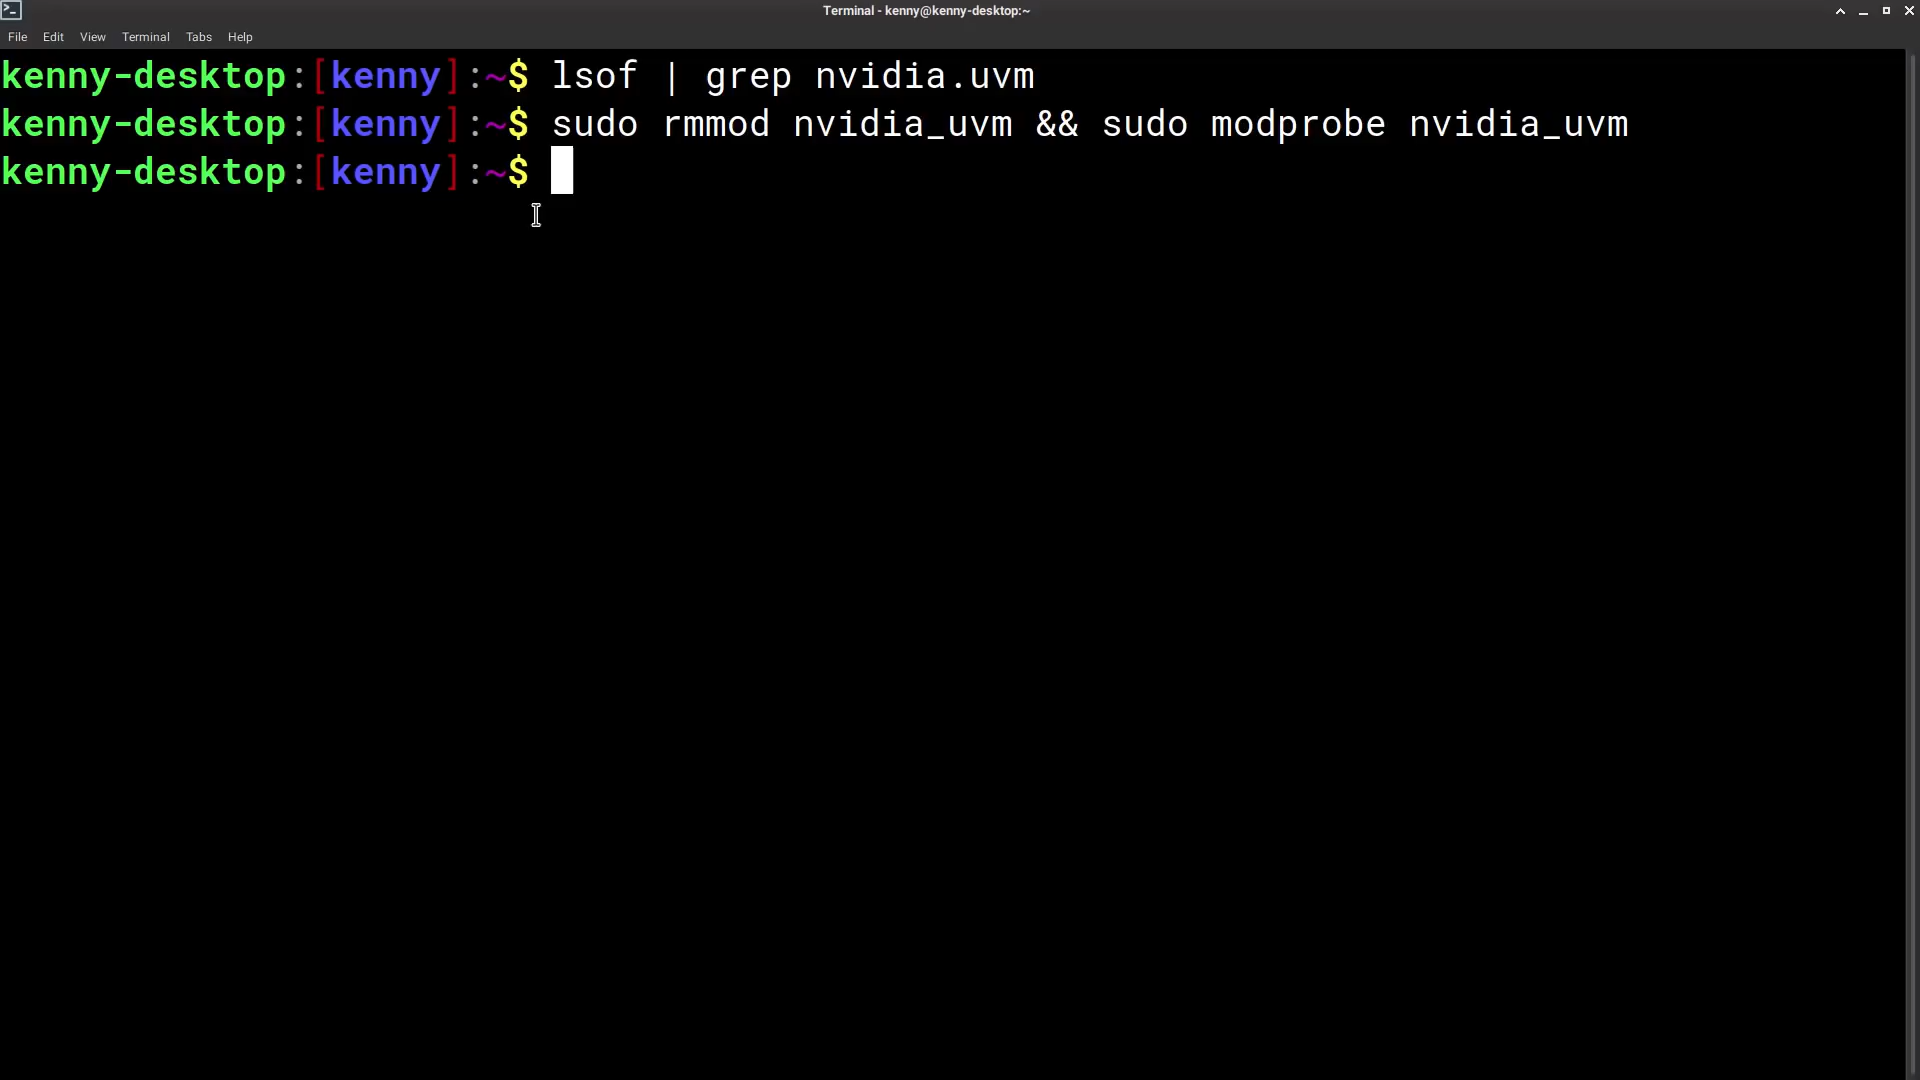 Terminal - kenny@kenny-desktop:~
File Edit View Terminal Tabs Help
kenny-desktop:[kenny]:~$ lsof | grep nvidia.uvm
kenny-desktop:[kenny]:~$ sudo rmmod nvidia_uvm && sudo modprobe nvidia_uvm
kenny-desktop:[kenny]:~$